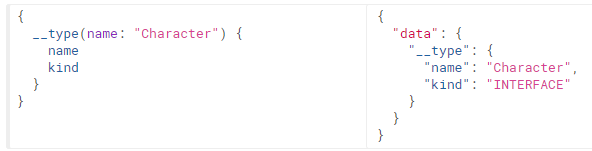 {
  __type(name: "Character") {
    name
    kind
  }
}
{
  "data": {
    "__type": {
      "name": "Character",
      "kind": "INTERFACE"
    }
  }
}